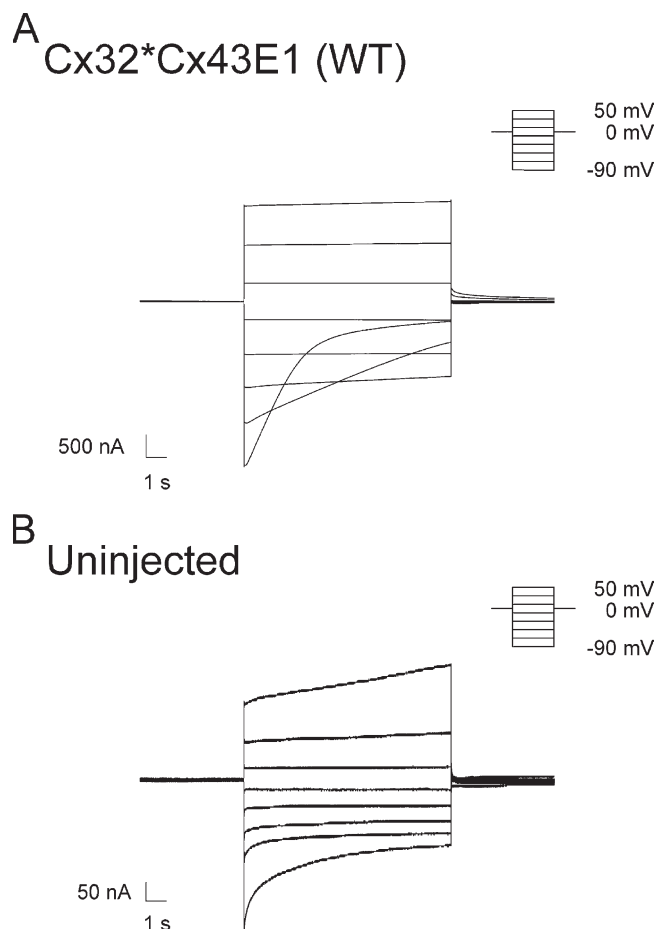 A
Cx32*Cx43E1 (WT)
50 mV
0 mV
-90 mV
500 nA
1 s
B
Uninjected
50 mV
0 mV
-90 mV
50 nA
1 s